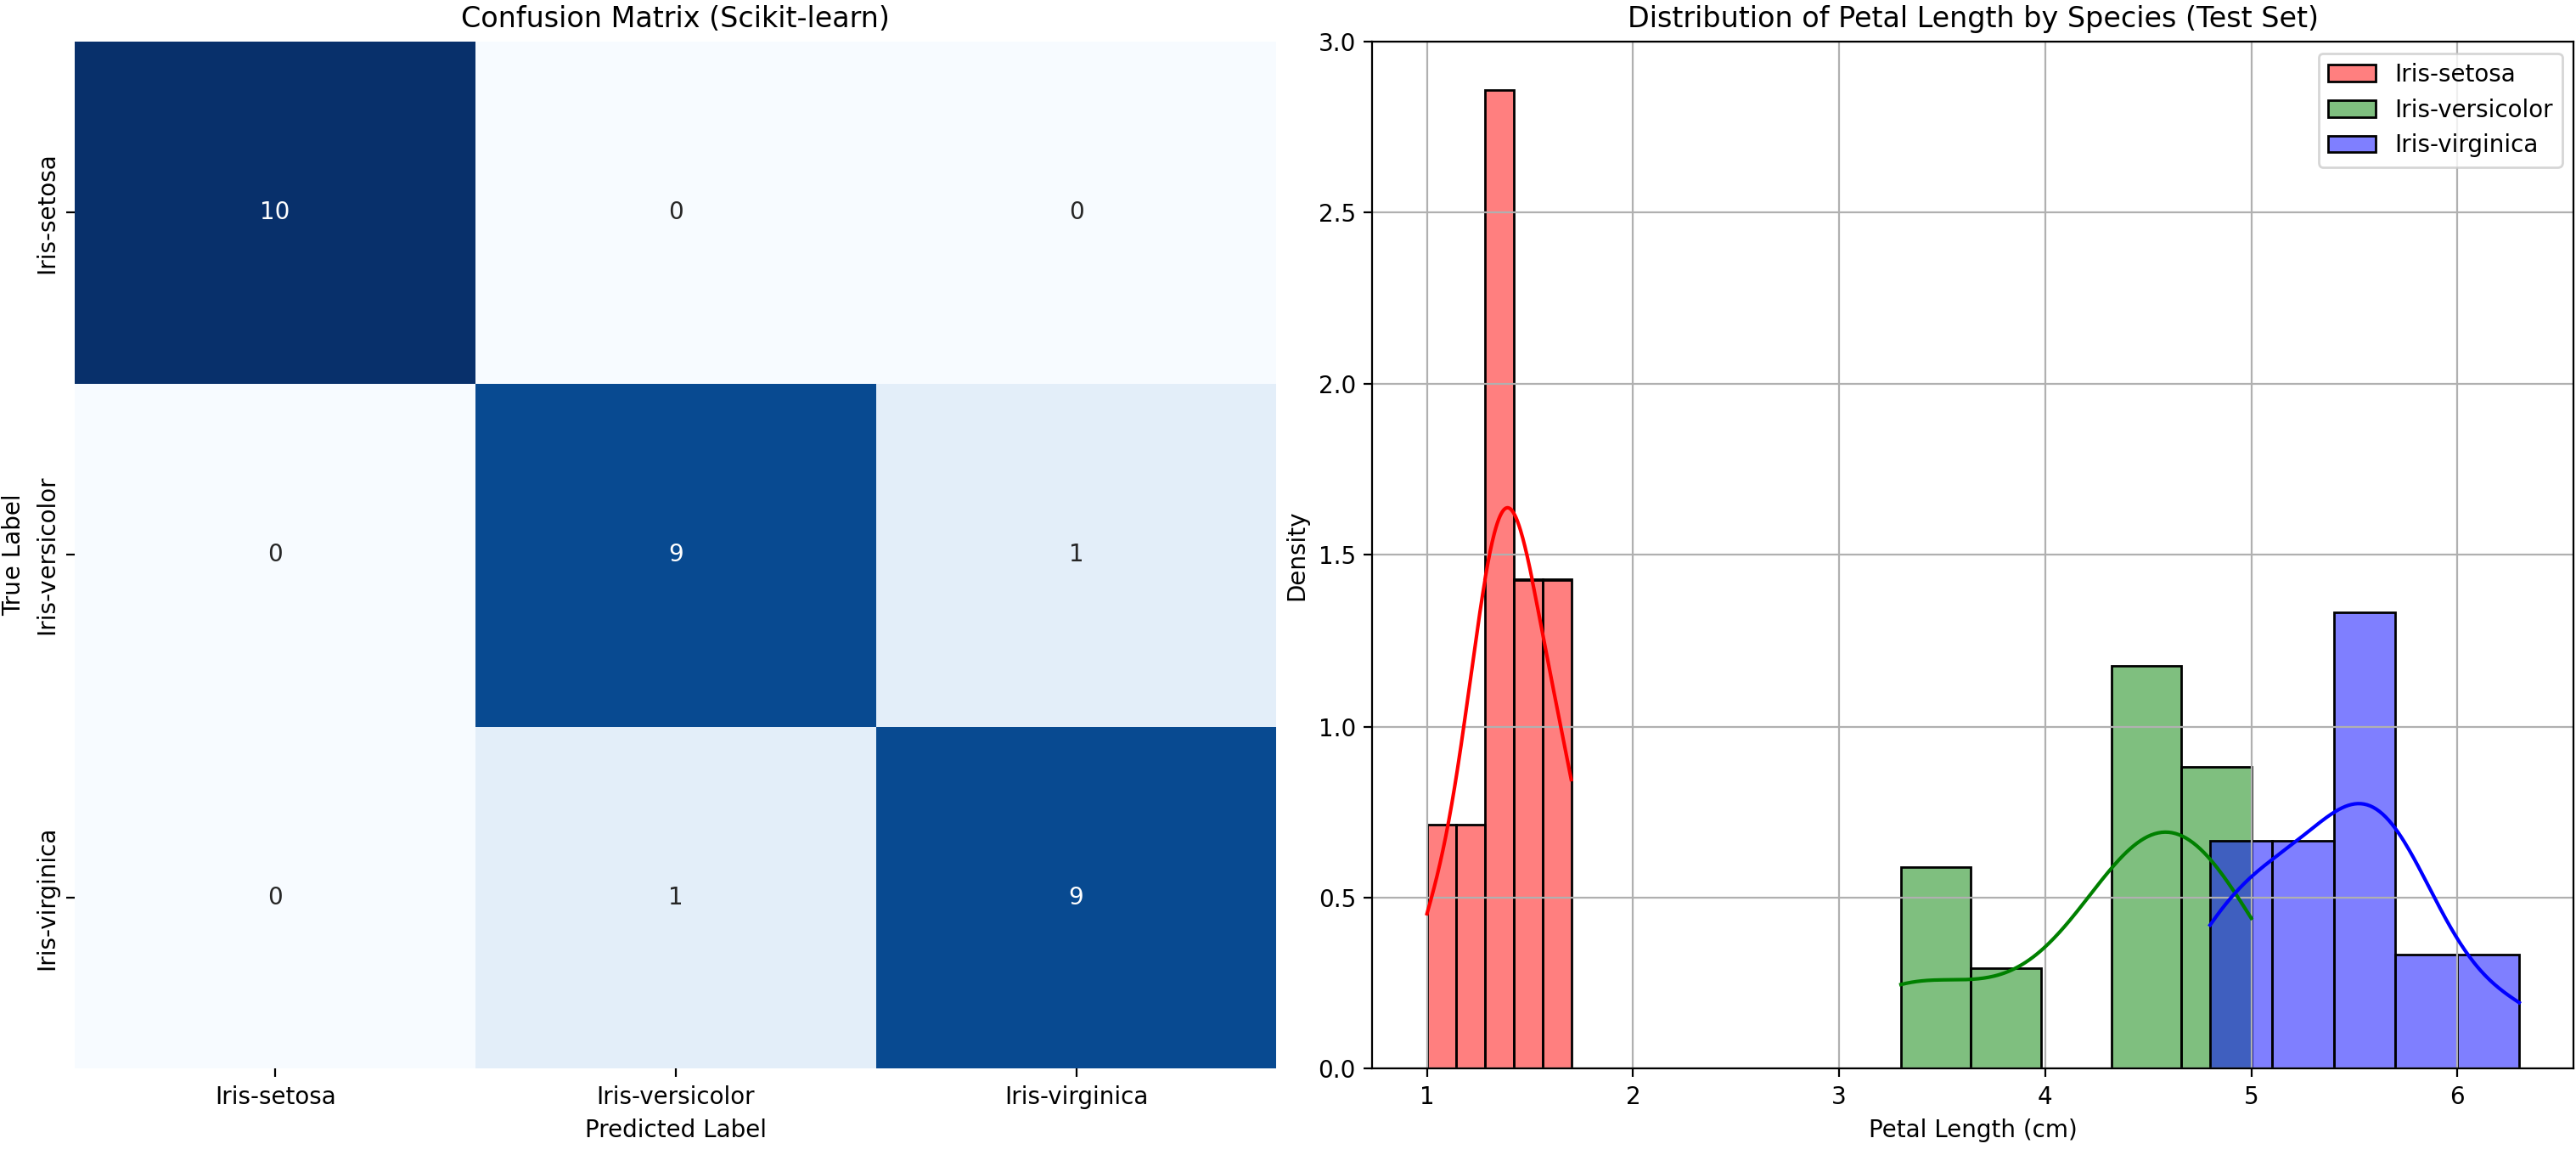 Confusion Matrix (Scikit-learn)
True Label
Iris-setosa
10
0
0
Iris-versicolor
0
9
1
Iris-virginica
0
1
9
Iris-setosa
Iris-versicolor
Iris-virginica
Predicted Label
Distribution of Petal Length by Species (Test Set)
Iris-setosa
Iris-versicolor
Iris-virginica
Density
3.0
2.5
2.0
1.5
1.0
0.5
0.0
1
2
3
4
5
6
Petal Length (cm)